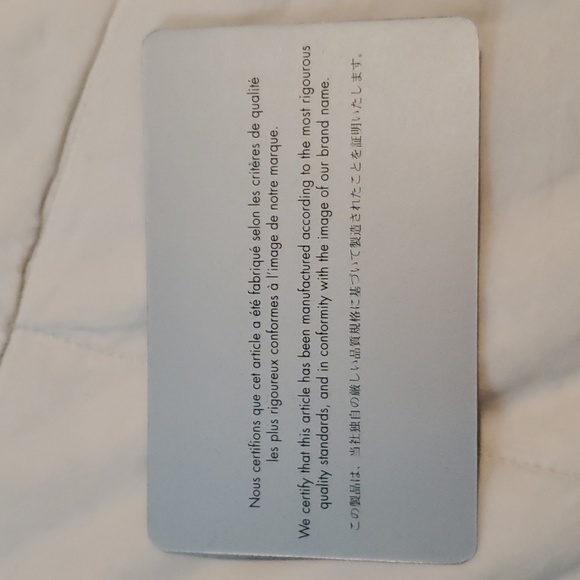 Nous certifions que cet article a été fabriqué selon les critères de qualité
les plus rigoureux conformes à l'image de notre marque.
We certify that this article has been manufactured according to the most rigourous
quality standards, and in conformity with the image of our brand name.
この製品は、当社独自の厳しい品質規格に基づいて製造されたことを証明いたします。